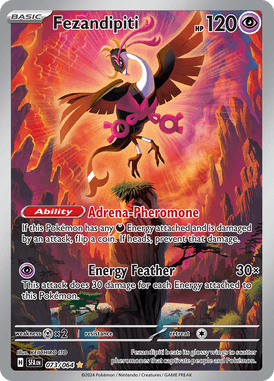 BASIC
Fezandipiti HP 120
Ability Adrena-Pheromone
If this Pokémon has any Energy attached and is damaged
by an attack, flip a coin. If heads, prevent that damage.
Energy Feather 30×
This attack does 30 damage for each Energy attached to
this Pokémon.
weakness ×2 resistance retreat
Illus.
H SFA EN 073/064
Fezandipiti beats its glossy wings to scatter
pheromones that captivate people and Pokémon.
©2024 Pokémon / Nintendo / Creatures / GAME FREAK